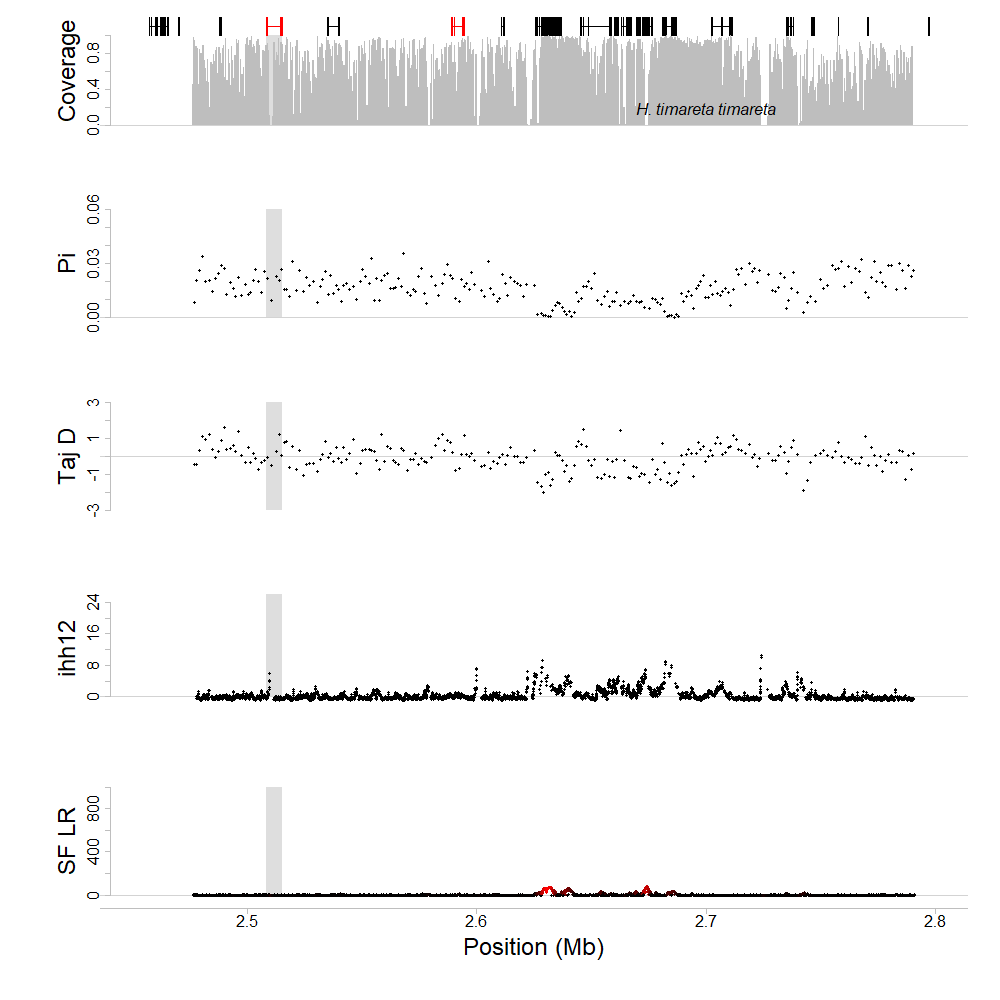 Coverage
0.0 0.4 0.8
H. timareta timareta
Pi
0.00 0.03 0.06
Taj D
-3 -1 1 3
ihh12
0 8 16 24
SF LR
0 400 800
2.5 2.6 2.7 2.8
Position (Mb)